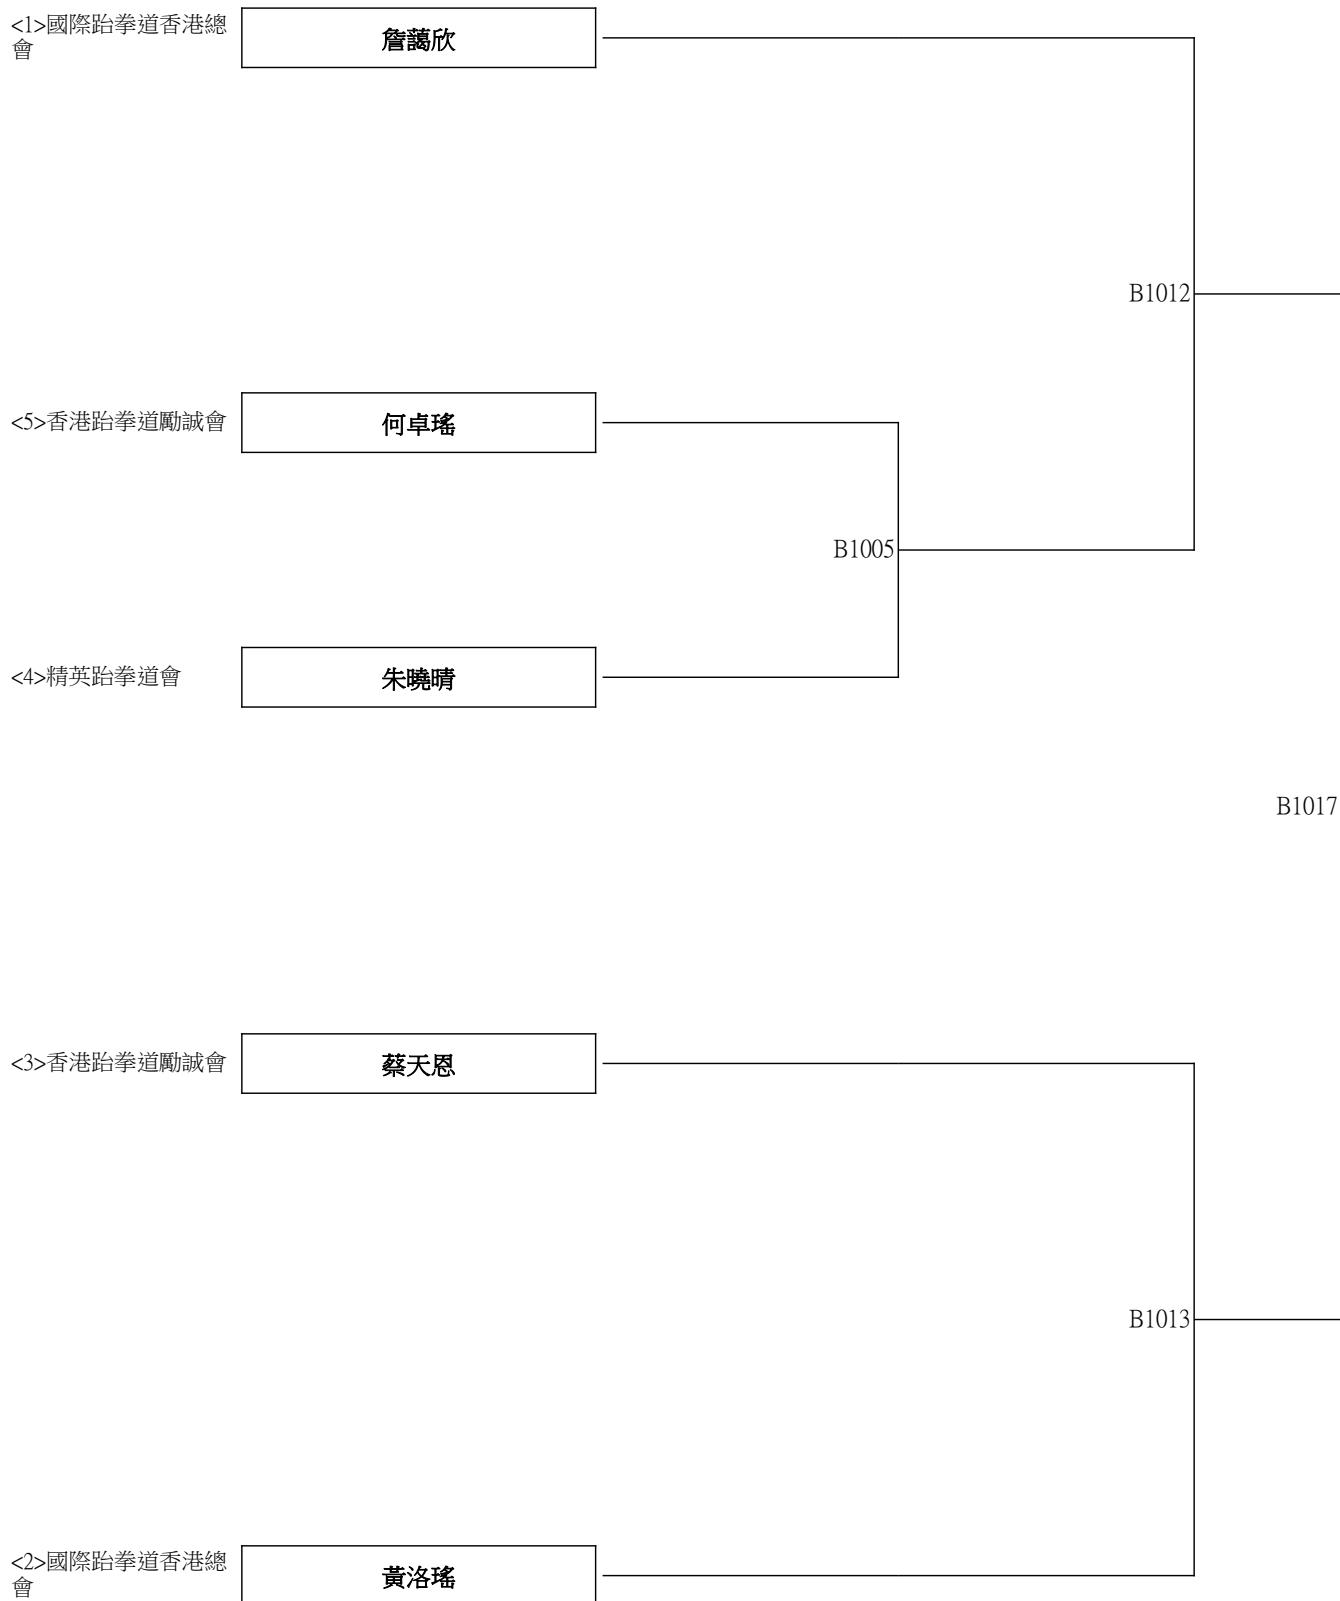 <1>國際跆拳道香港總
會
詹藹欣
B1012
<5>香港跆拳道勵誠會
何卓瑤
B1005
<4>精英跆拳道會
朱曉晴
B1017
<3>香港跆拳道勵誠會
蔡天恩
B1013
<2>國際跆拳道香港總
會
黃洛瑤